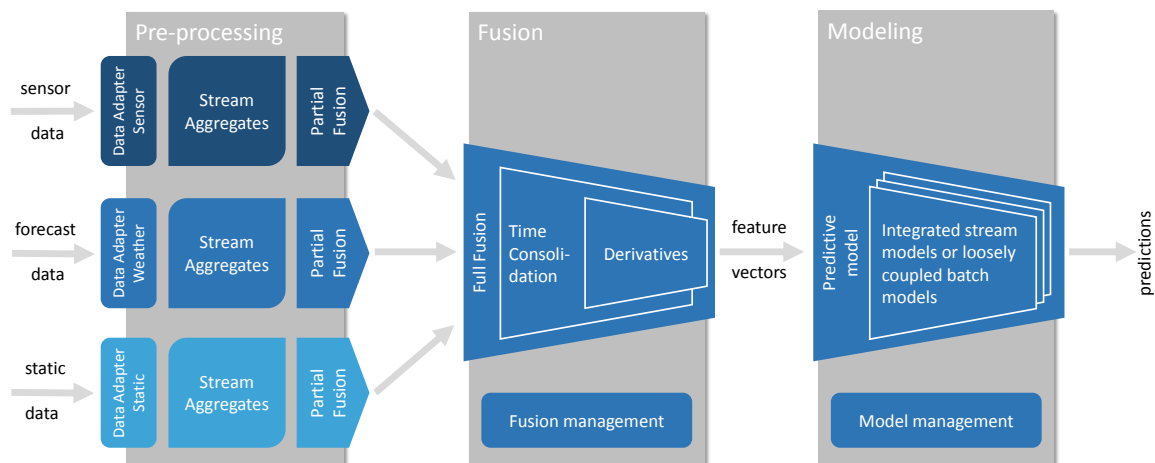 Pre-processing
Fusion
Modeling
sensor
data
Data Adapter
Sensor
Stream
Aggregates
Partial
Fusion
forecast
data
Data Adapter
Weather
Stream
Aggregates
Partial
Fusion
static
data
Data Adapter
Static
Stream
Aggregates
Partial
Fusion
Full Fusion
Time
Consoli-
dation
Derivatives
feature
vectors
Predictive
model
Integrated stream
models or loosely
coupled batch
models
predictions
Fusion management
Model management